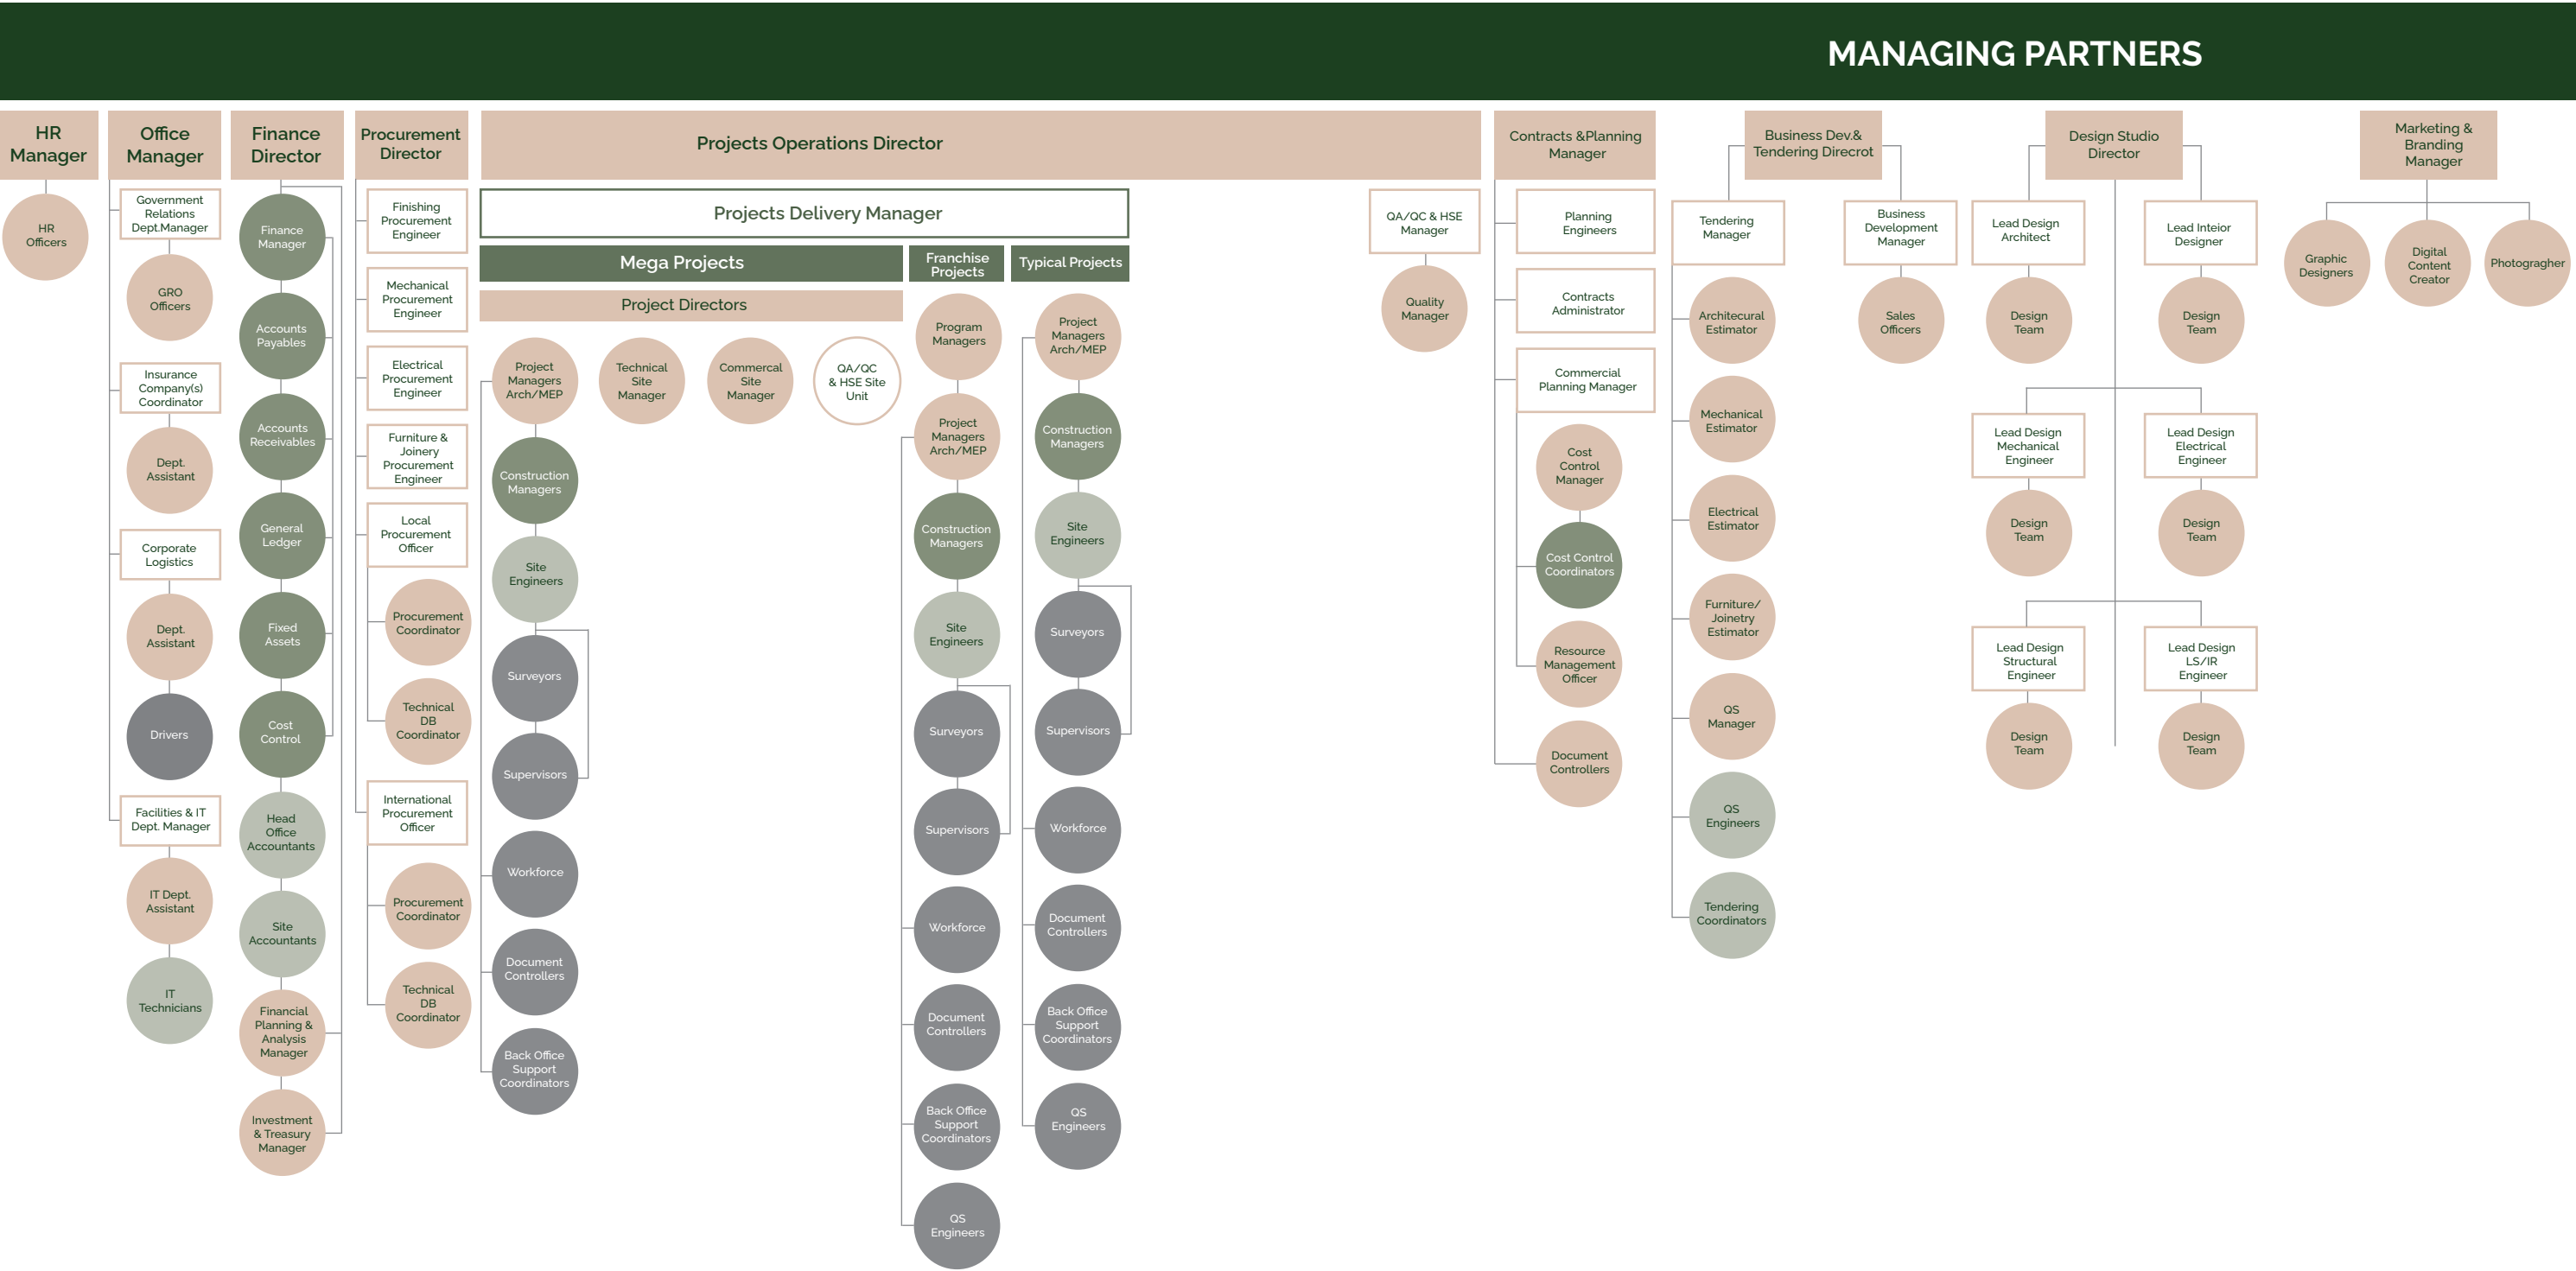 MANAGING PARTNERS
HR
Manager
HR
Officers
Office
Manager
Government
Relations
Dept.Manager
GRO
Officers
Insurance
Company(s)
Coordinator
Dept.
Assistant
Corporate
Logistics
Dept.
Assistant
Drivers
Facilities & IT
Dept. Manager
IT Dept.
Assistant
IT
Technicians
Finance
Director
Finance
Manager
Accounts
Payables
Accounts
Receivables
General
Ledger
Fixed
Assets
Cost
Control
Head
Office
Accountants
Site
Accountants
Financial
Planning &
Analysis
Manager
Investment
& Treasury
Manager
Procurement
Director
Finishing
Procurement
Engineer
Mechanical
Procurement
Engineer
Electrical
Procurement
Engineer
Furniture &
Joinery
Procurement
Engineer
Local
Procurement
Officer
Procurement
Coordinator
Technical
DB
Coordinator
International
Procurement
Officer
Procurement
Coordinator
Technical
DB
Coordinator
Projects Operations Director
Projects Delivery Manager
Mega Projects
Project Directors
Project
Managers
Arch/MEP
Construction
Managers
Site
Engineers
Surveyors
Supervisors
Workforce
Document
Controllers
Back Office
Support
Coordinators
Technical
Site
Manager
Commercal
Site
Manager
QA/QC
& HSE Site
Unit
Franchise
Projects
Program
Managers
Project
Managers
Arch/MEP
Construction
Managers
Site
Engineers
Surveyors
Supervisors
Workforce
Document
Controllers
Back Office
Support
Coordinators
QS
Engineers
Typical Projects
Project
Managers
Arch/MEP
Construction
Managers
Site
Engineers
Surveyors
Supervisors
Workforce
Document
Controllers
Back Office
Support
Coordinators
QS
Engineers
QA/QC & HSE
Manager
Quality
Manager
Contracts &Planning
Manager
Planning
Engineers
Contracts
Administrator
Commercial
Planning Manager
Cost
Control
Manager
Cost Control
Coordinators
Resource
Management
Officer
Document
Controllers
Business Dev.&
Tendering Direcrot
Tendering
Manager
Architecural
Estimator
Mechanical
Estimator
Electrical
Estimator
Furniture/
Joinetry
Estimator
QS
Manager
QS
Engineers
Tendering
Coordinators
Business
Development
Manager
Sales
Officers
Design Studio
Director
Lead Design
Architect
Design
Team
Lead Inteior
Designer
Design
Team
Lead Design
Mechanical
Engineer
Design
Team
Lead Design
Electrical
Engineer
Design
Team
Lead Design
Structural
Engineer
Design
Team
Lead Design
LS/IR
Engineer
Design
Team
Marketing &
Branding
Manager
Graphic
Designers
Digital
Content
Creator
Photogragher